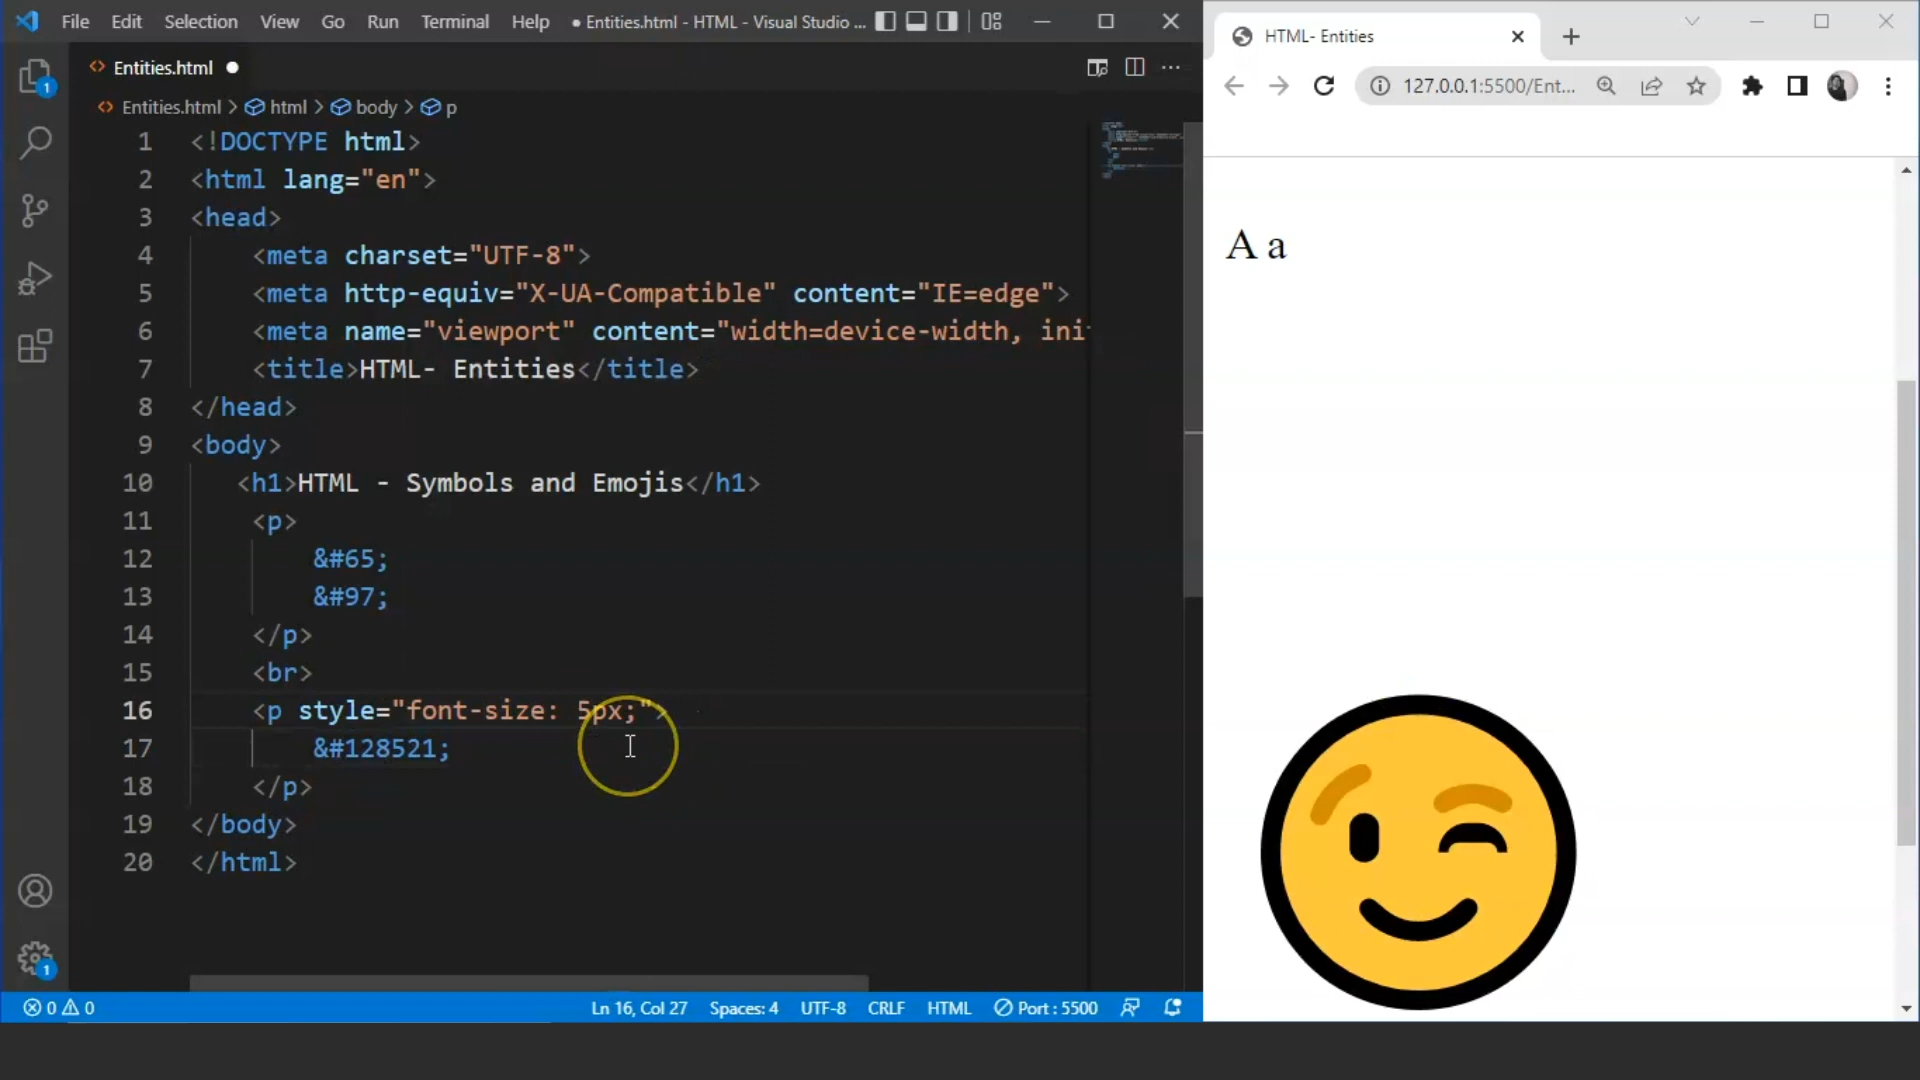 File Edit Selection View Go Run Terminal Help ● Entities.html - HTML - Visual Studio ...
Entities.html ●
Entities.html > html > body > p
1 <!DOCTYPE html>
2 <html lang="en">
3 <head>
4 <meta charset="UTF-8">
5 <meta http-equiv="X-UA-Compatible" content="IE=edge">
6 <meta name="viewport" content="width=device-width, ini
7 <title>HTML- Entities</title>
8 </head>
9 <body>
10 <h1>HTML - Symbols and Emojis</h1>
11 <p>
12 &#65;
13 &#97;
14 </p>
15 <br>
16 <p style="font-size: 5px;">
17 &#128521;
18 </p>
19 </body>
20 </html>
1
1
0 0 Ln 16, Col 27 Spaces: 4 UTF-8 CRLF HTML Port : 5500
HTML- Entities
127.0.0.1:5500/Ent...
A a